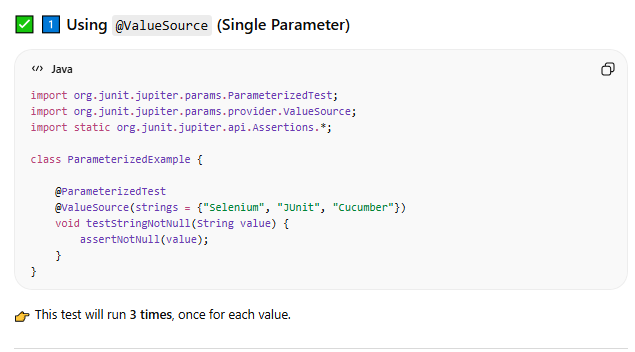 ✅ 1️⃣ Using @ValueSource (Single Parameter)
</> Java
import org.junit.jupiter.params.ParameterizedTest;
import org.junit.jupiter.params.provider.ValueSource;
import static org.junit.jupiter.api.Assertions.*;

class ParameterizedExample {

    @ParameterizedTest
    @ValueSource(strings = {"Selenium", "JUnit", "Cucumber"})
    void testStringNotNull(String value) {
        assertNotNull(value);
    }
}
👉 This test will run 3 times, once for each value.